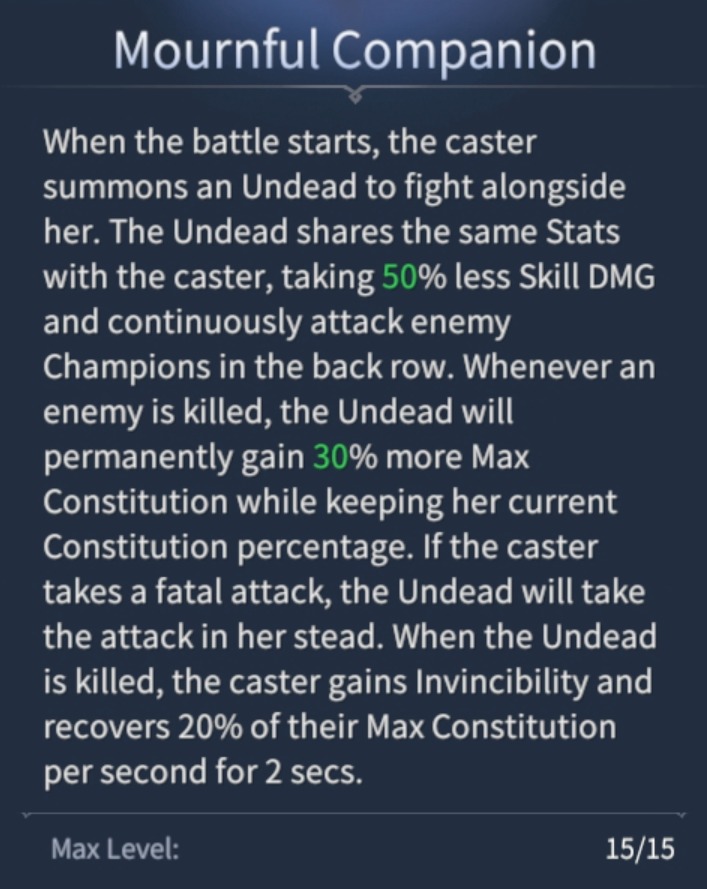 Mournful Companion
When the battle starts, the caster
summons an Undead to fight alongside
her. The Undead shares the same Stats
with the caster, taking 50% less Skill DMG
and continuously attack enemy
Champions in the back row. Whenever an
enemy is killed, the Undead will
permanently gain 30% more Max
Constitution while keeping her current
Constitution percentage. If the caster
takes a fatal attack, the Undead will take
the attack in her stead. When the Undead
is killed, the caster gains Invincibility and
recovers 20% of their Max Constitution
per second for 2 secs.
Max Level: 15/15